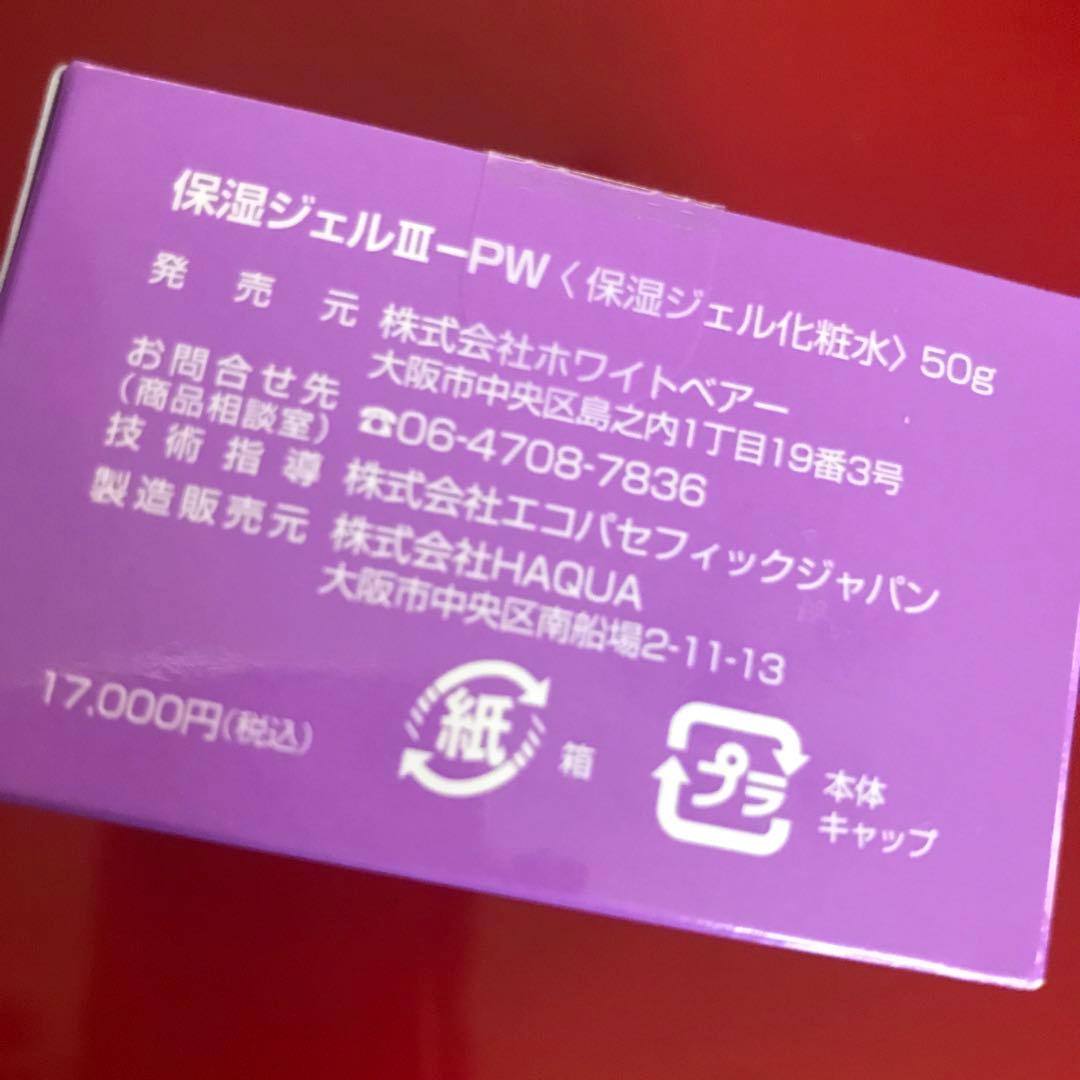 保湿ジェルⅢ-PW〈保湿ジェル化粧水〉50g
発売元 株式会社ホワイトベアー
大阪市中央区島之内1丁目19番3号
お問合せ先
(商品相談室) ☎06-4708-7836
技術指導 株式会社エコパセフィックジャパン
製造販売元 株式会社HAQUA
大阪市中央区南船場2-11-13
17,000円(税込)
紙 箱
プラ 本体
キャップ